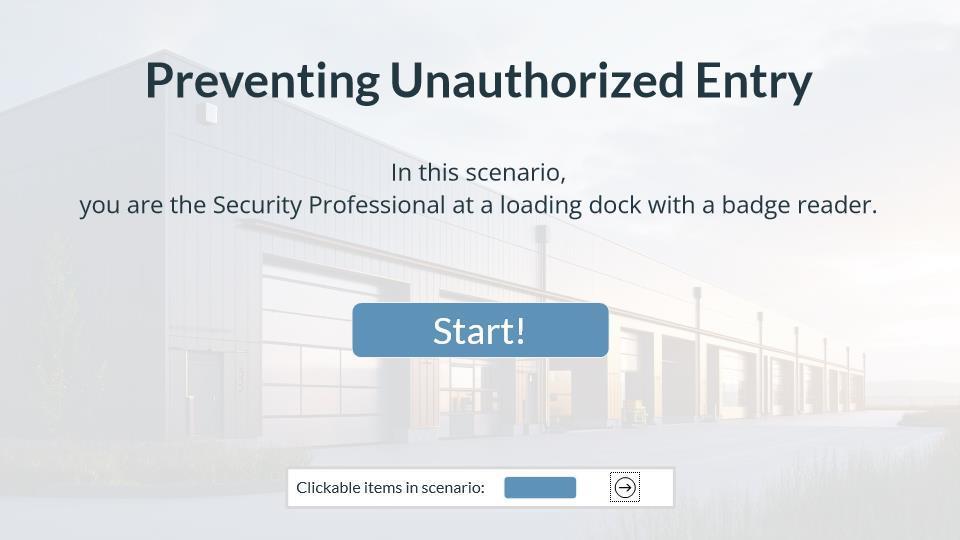 Preventing Unauthorized Entry
In this scenario,
you are the Security Professional at a loading dock with a badge reader.
Start!
Clickable items in scenario: